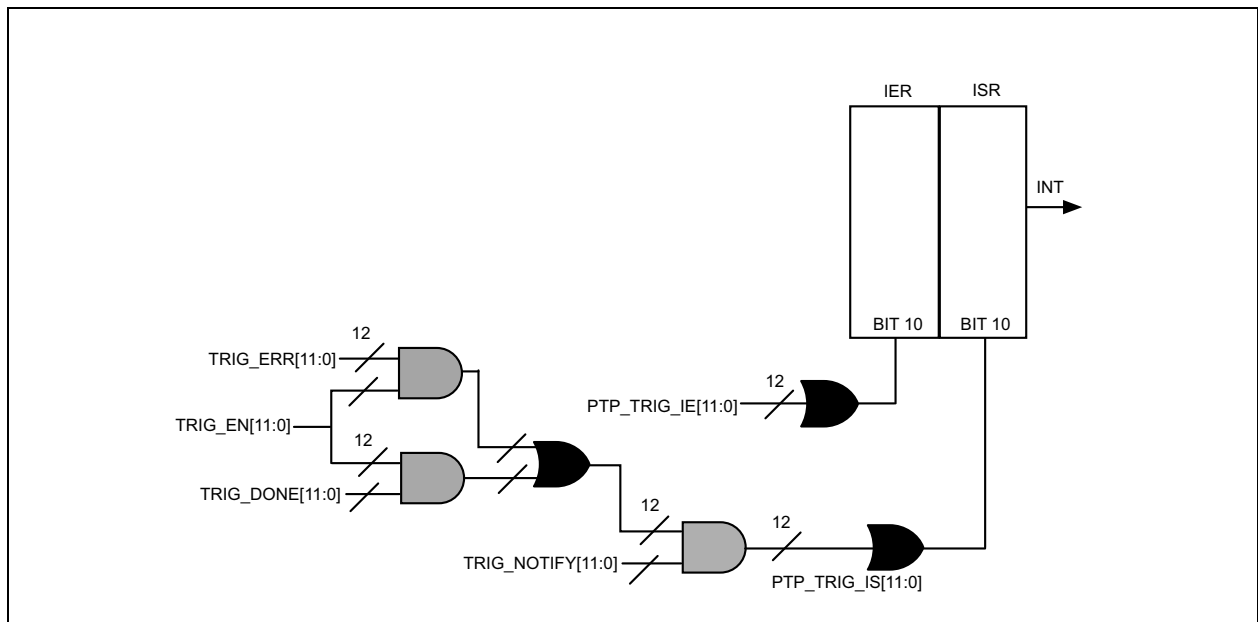 IER
ISR
INT
BIT 10
BIT 10
12
TRIG_ERR[11:0]
12
PTP_TRIG_IE[11:0]
TRIG_EN[11:0]
12
TRIG_DONE[11:0]
12
12
TRIG_NOTIFY[11:0]
PTP_TRIG_IS[11:0]